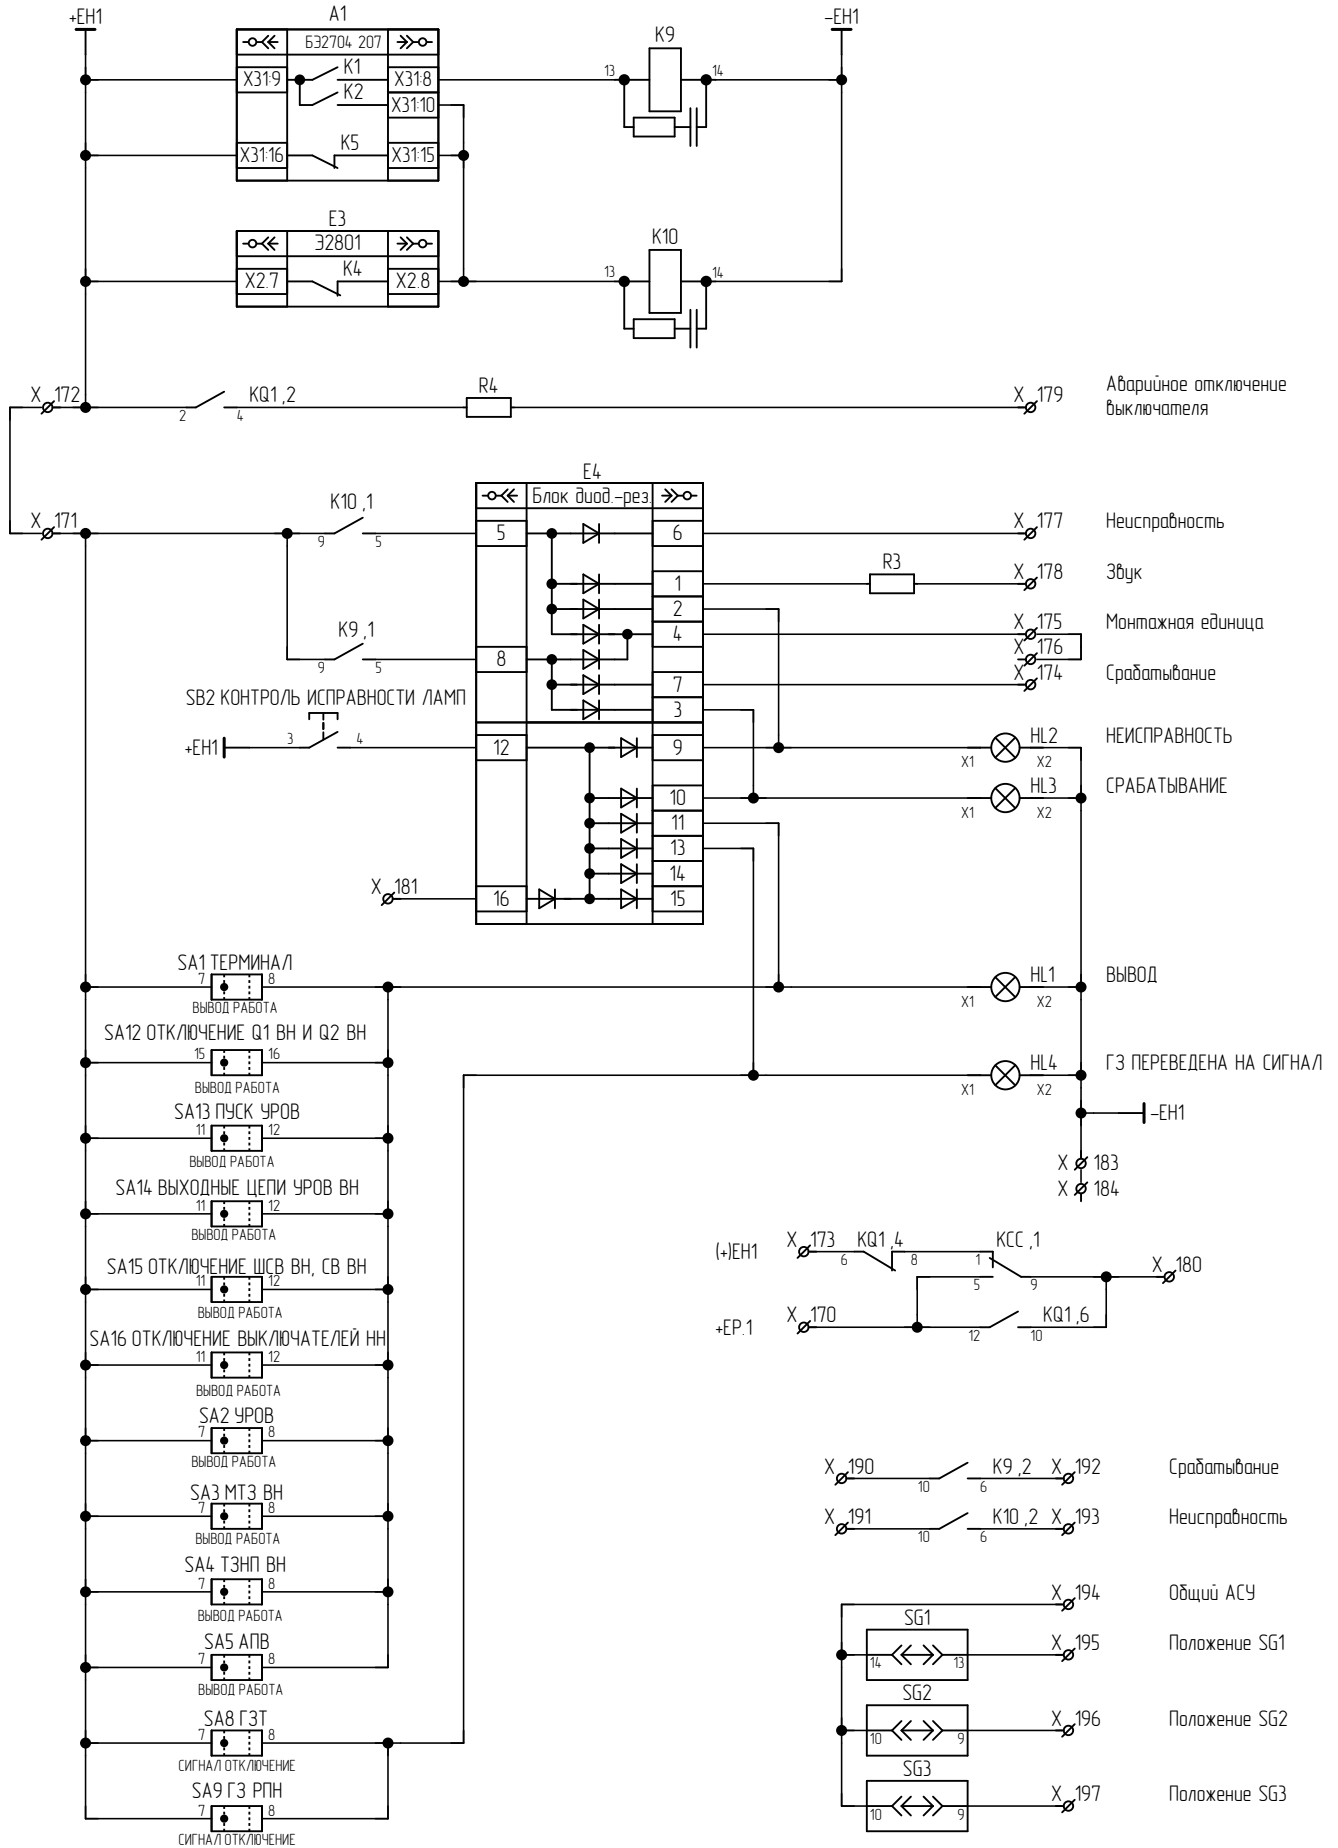 +EH1
A1
-EH1
БЭ2704 207
K9
X31:9
K1
X31:8
13
14
K2
X31:10
X31:16
K5
X31:15
E3
Э2801
K10
X2.7
K4
X2.8
13
14
X 172
KQ1 ,2
2
4
R4
X 179
Аварийное отключение
выключателя
E4
Блок диод.-рез.
X 171
K10 ,1
9
5
5
6
X 177
Неисправность
1
R3
X 178
Звук
2
K9 ,1
4
X 175
Монтажная единица
9
5
8
X 176
7
X 174
Срабатывание
SB2 КОНТРОЛЬ ИСПРАВНОСТИ ЛАМП
3
+EH1
3
4
12
9
HL2
X1
X2
НЕИСПРАВНОСТЬ
10
HL3
X1
X2
СРАБАТЫВАНИЕ
11
13
14
X 181
16
15
SA1 ТЕРМИНАЛ
7
8
ВЫВОД РАБОТА
HL1
X1
X2
ВЫВОД
SA12 ОТКЛЮЧЕНИЕ Q1 ВН И Q2 ВН
15
16
ВЫВОД РАБОТА
HL4
X1
X2
ГЗ ПЕРЕВЕДЕНА НА СИГНАЛ
SA13 ПУСК УРОВ
11
12
ВЫВОД РАБОТА
-EH1
X 183
X 184
SA14 ВЫХОДНЫЕ ЦЕПИ УРОВ ВН
11
12
ВЫВОД РАБОТА
(+)EH1
X 173
KQ1 ,4
6
8
KCC ,1
1
5
9
X 180
SA15 ОТКЛЮЧЕНИЕ ШСВ ВН, СВ ВН
11
12
ВЫВОД РАБОТА
+EP.1
X 170
KQ1 ,6
12
10
SA16 ОТКЛЮЧЕНИЕ ВЫКЛЮЧАТЕЛЕЙ НН
11
12
ВЫВОД РАБОТА
SA2 УРОВ
7
8
ВЫВОД РАБОТА
X 190
K9 ,2
10
6
X 192
Срабатывание
SA3 МТЗ ВН
7
8
ВЫВОД РАБОТА
X 191
K10 ,2
10
6
X 193
Неисправность
SA4 ТЗНП ВН
7
8
ВЫВОД РАБОТА
X 194
Общий АСУ
SA5 АПВ
7
8
ВЫВОД РАБОТА
SG1
14
13
X 195
Положение SG1
SA8 ГЗТ
7
8
СИГНАЛ ОТКЛЮЧЕНИЕ
SG2
10
9
X 196
Положение SG2
SA9 ГЗ РПН
7
8
СИГНАЛ ОТКЛЮЧЕНИЕ
SG3
10
9
X 197
Положение SG3